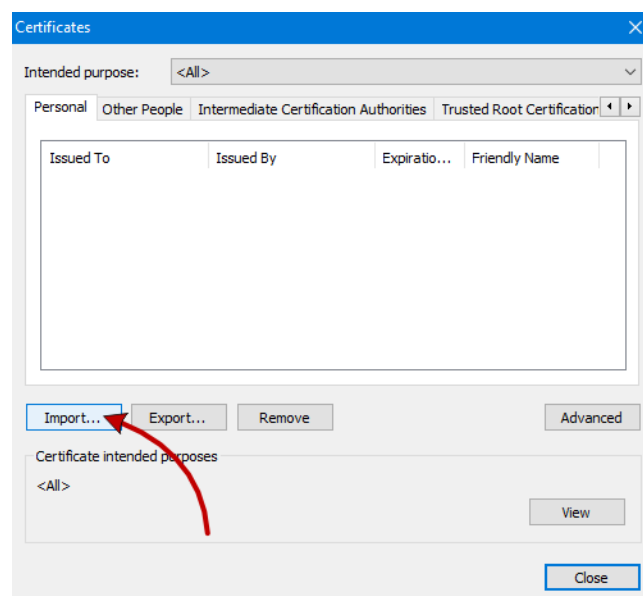 Certificates
Intended purpose: <All>
Personal Other People Intermediate Certification Authorities Trusted Root Certification
Issued To Issued By Expiratio... Friendly Name
Import... Export... Remove Advanced
Certificate intended purposes
<All>
View
Close